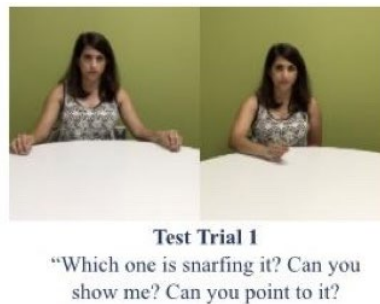 Test Trial 1
“Which one is snarfing it? Can you
show me? Can you point to it?